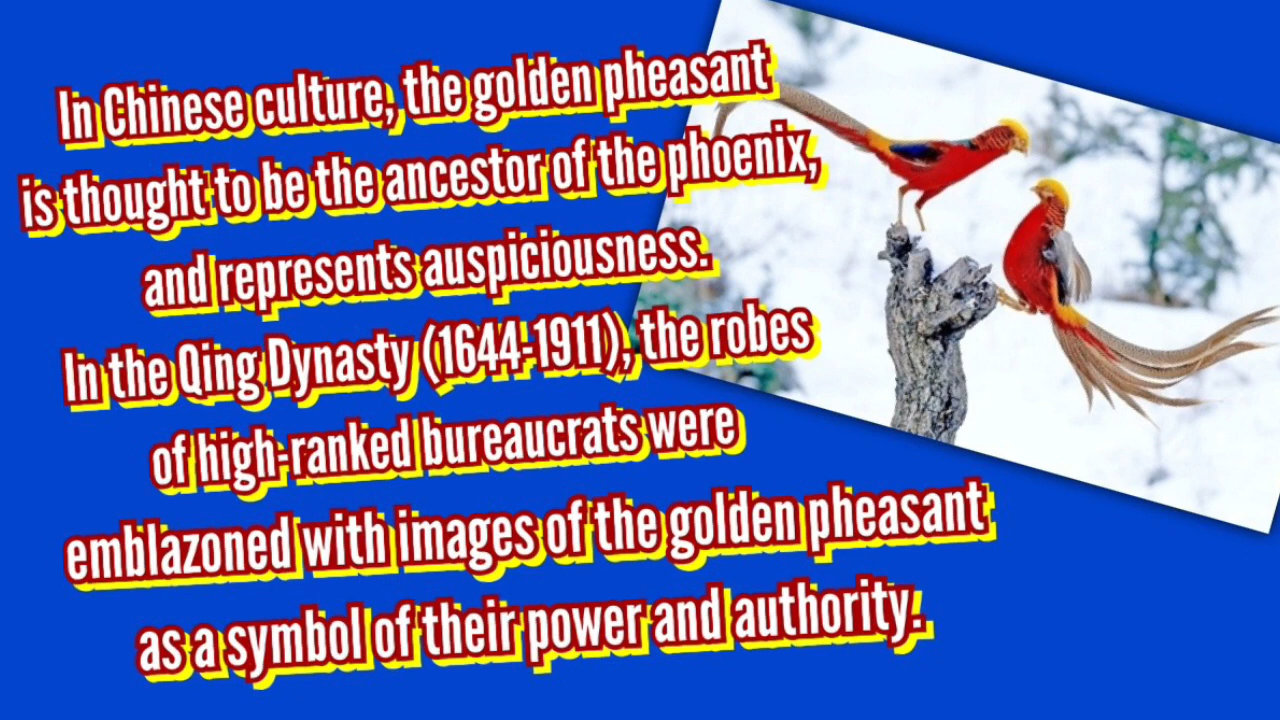 In Chinese culture, the golden pheasant
is thought to be the ancestor of the phoenix,
and represents auspiciousness.
In the Qing Dynasty (1644-1911), the robes
of high-ranked bureaucrats were
emblazoned with images of the golden pheasant
as a symbol of their power and authority.